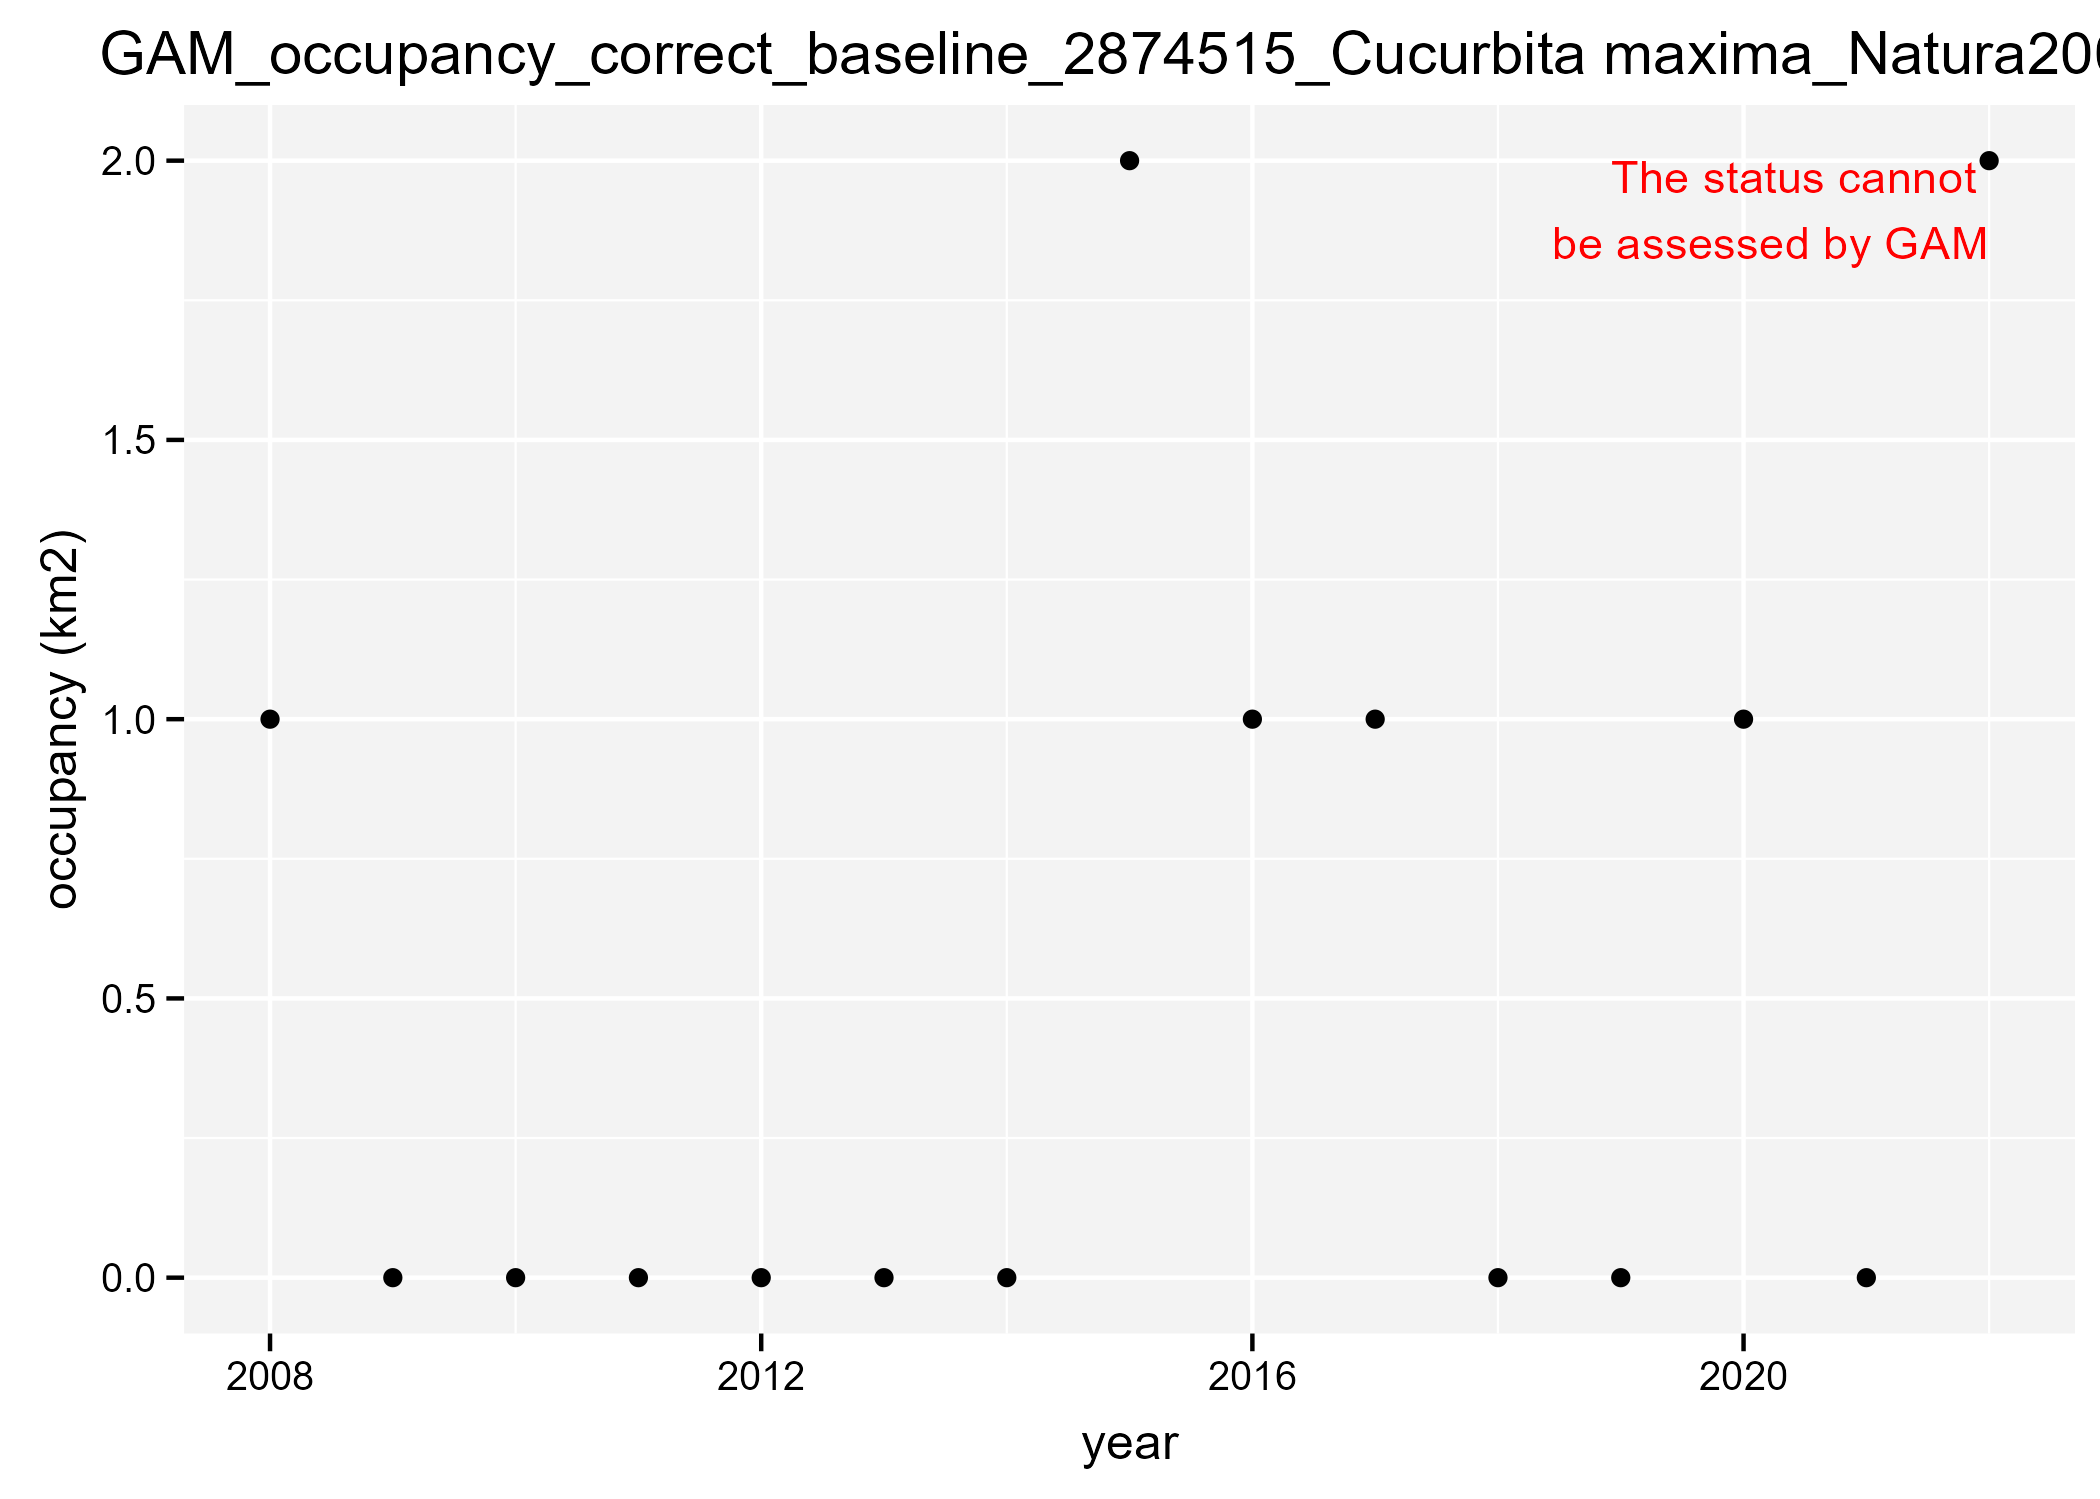 GAM_occupancy_correct_baseline_2874515_Cucurbita maxima_Natura20
2.0
The status cannot
be assessed by GAM
1.5
occupancy (km2)
1.0
0.5
0.0
2008 2012 2016 2020
year